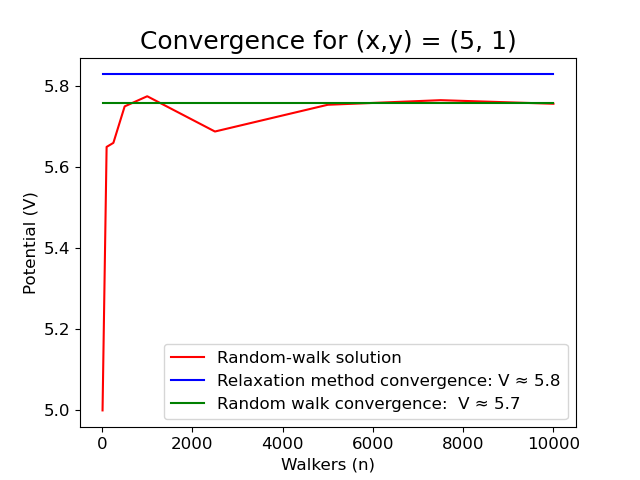 Convergence for (x,y) = (5, 1)
5.8
5.6
5.4
5.2
5.0
Potential (V)
Random-walk solution
Relaxation method convergence: V ≈ 5.8
Random walk convergence:  V ≈ 5.7
0 2000 4000 6000 8000 10000
Walkers (n)